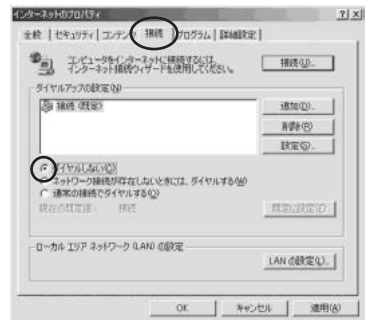 インターネットのプロパティ
全般 セキュリティ コンテンツ 接続 プログラム 詳細設定
コンピュータをインターネットに接続するには、
インターネット接続ウィザードを使用してください。
接続(U)...
ダイヤルアップの設定(N)
接続 (既定)
追加(D)...
削除(R)
設定(S)...
ダイヤルしない(C)
ネットワーク接続が存在しないときには、ダイヤルする(W)
通常の接続でダイヤルする(O)
現在の既定値: 接続
既定に設定(E)
ローカル エリア ネットワーク (LAN) の設定
LAN の設定(L)...
OK キャンセル 適用(A)